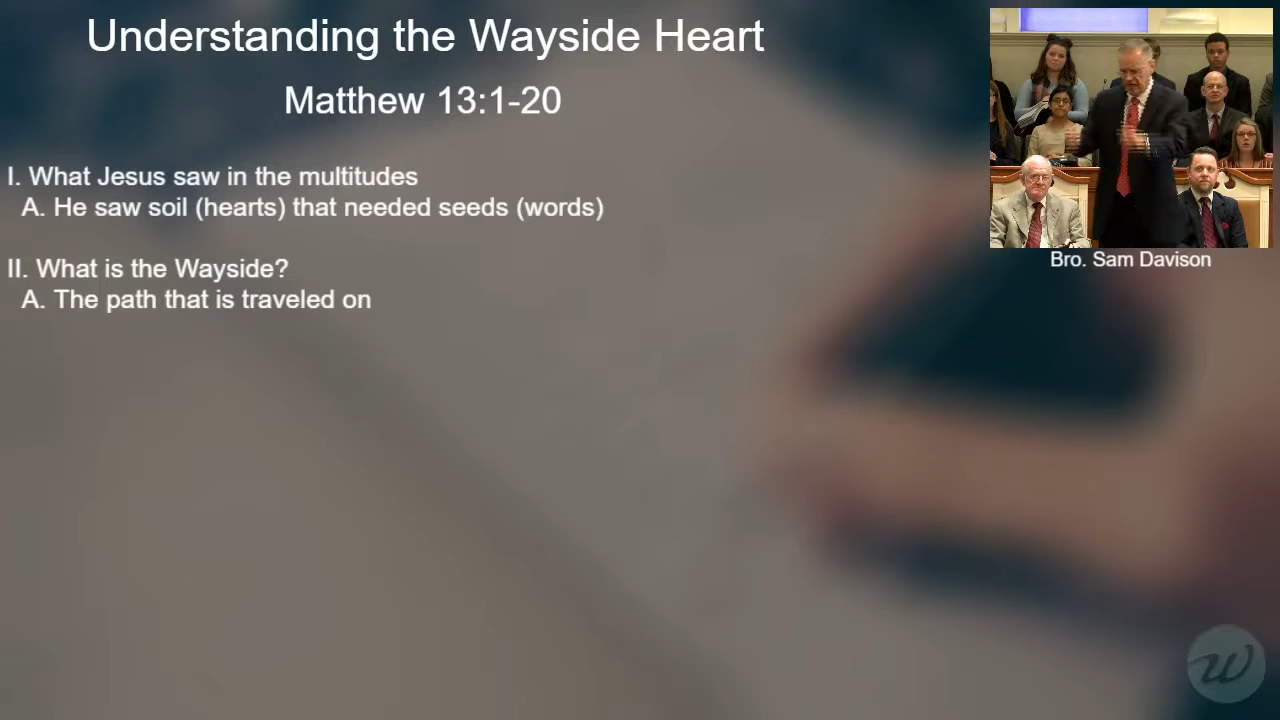 Understanding the Wayside Heart
Matthew 13:1-20
I. What Jesus saw in the multitudes
A. He saw soil (hearts) that needed seeds (words)
II. What is the Wayside?
A. The path that is traveled on
Bro. Sam Davison
w